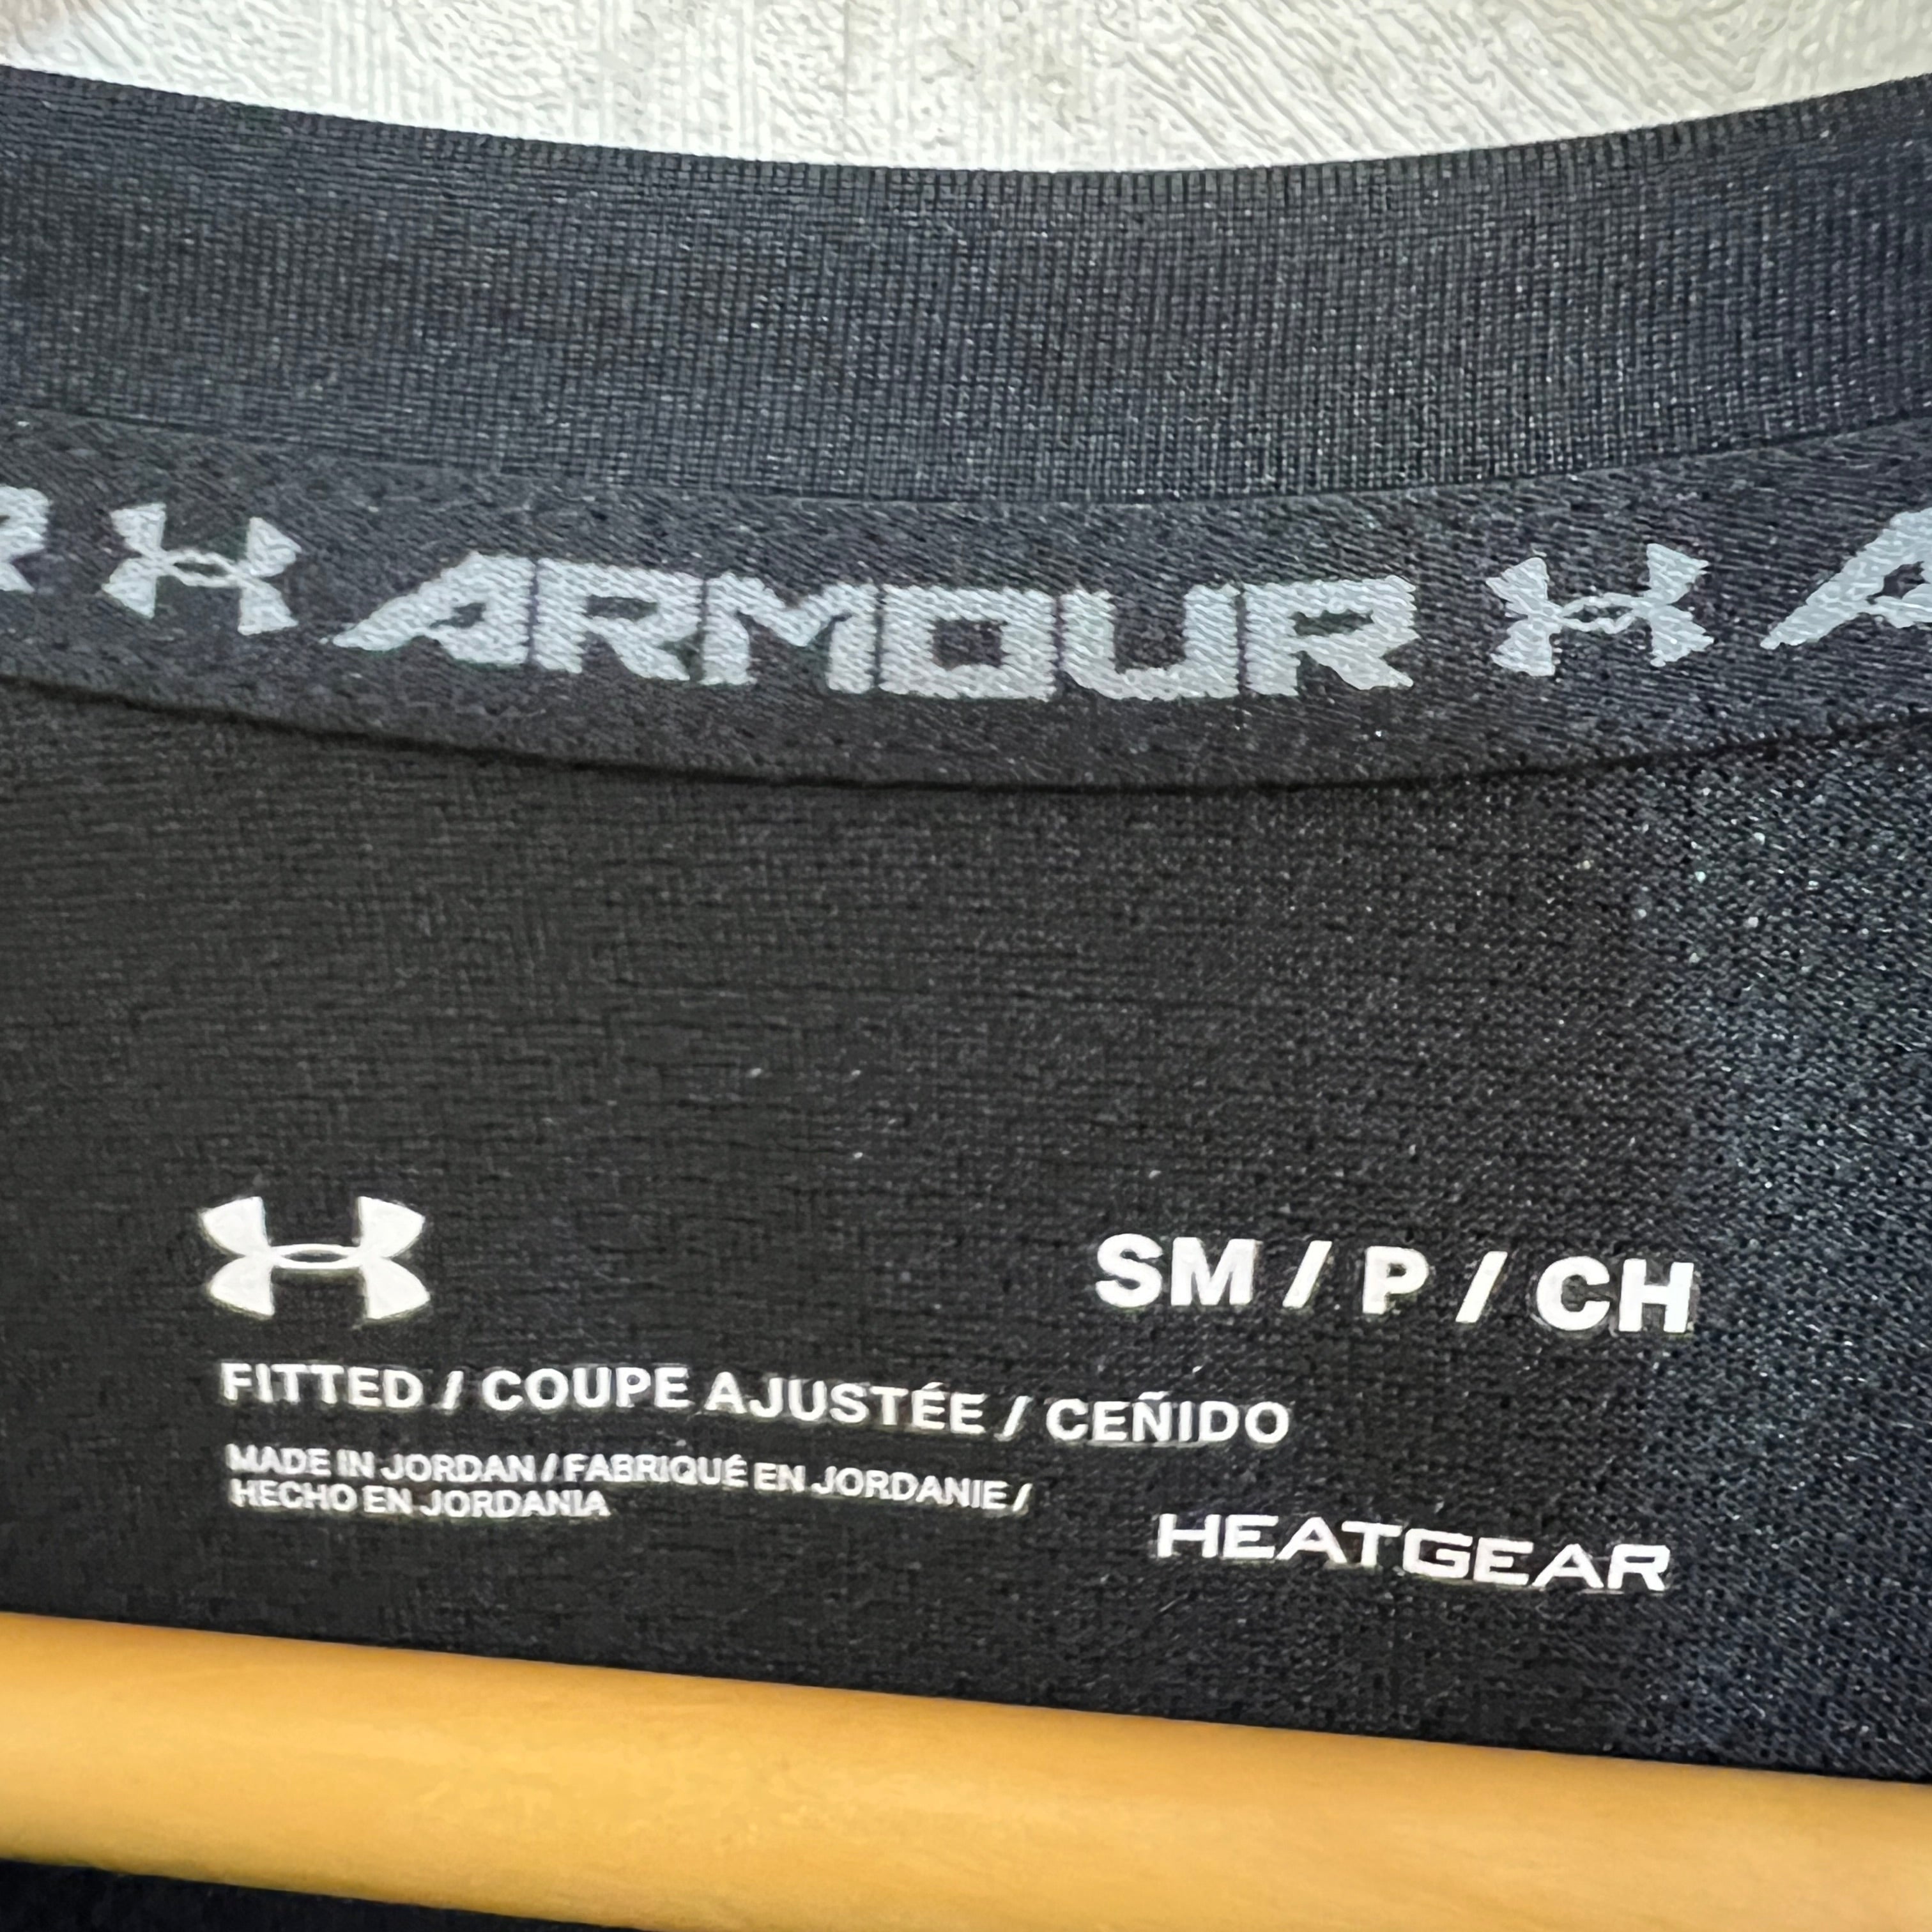 R ARMOUR A
SM / P / CH
FITTED / COUPE AJUSTÉE / CEÑIDO
MADE IN JORDAN / FABRIQUÉ EN JORDANIE /
HECHO EN JORDANIA
HEATGEAR